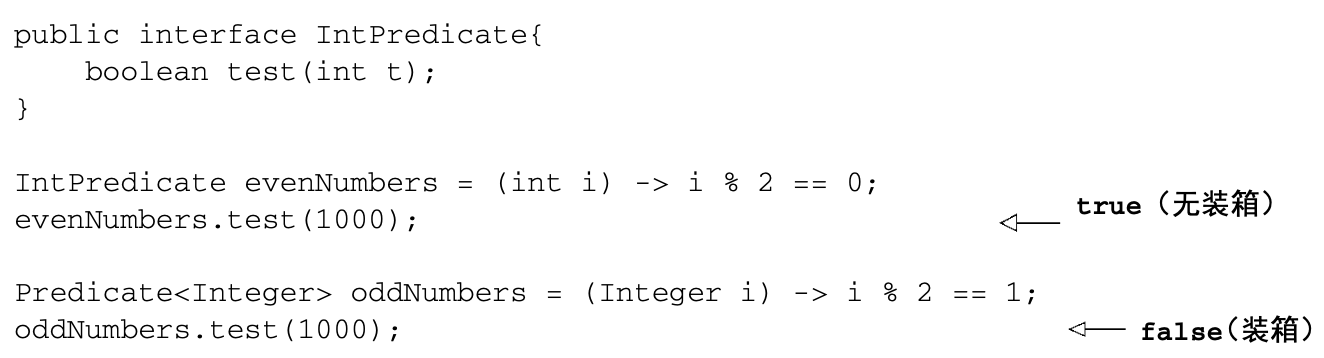 public interface IntPredicate{
    boolean test(int t);
}
IntPredicate evenNumbers = (int i) -> i % 2 == 0;
evenNumbers.test(1000);
true（无装箱）
Predicate<Integer> oddNumbers = (Integer i) -> i % 2 == 1;
oddNumbers.test(1000);
false（装箱）